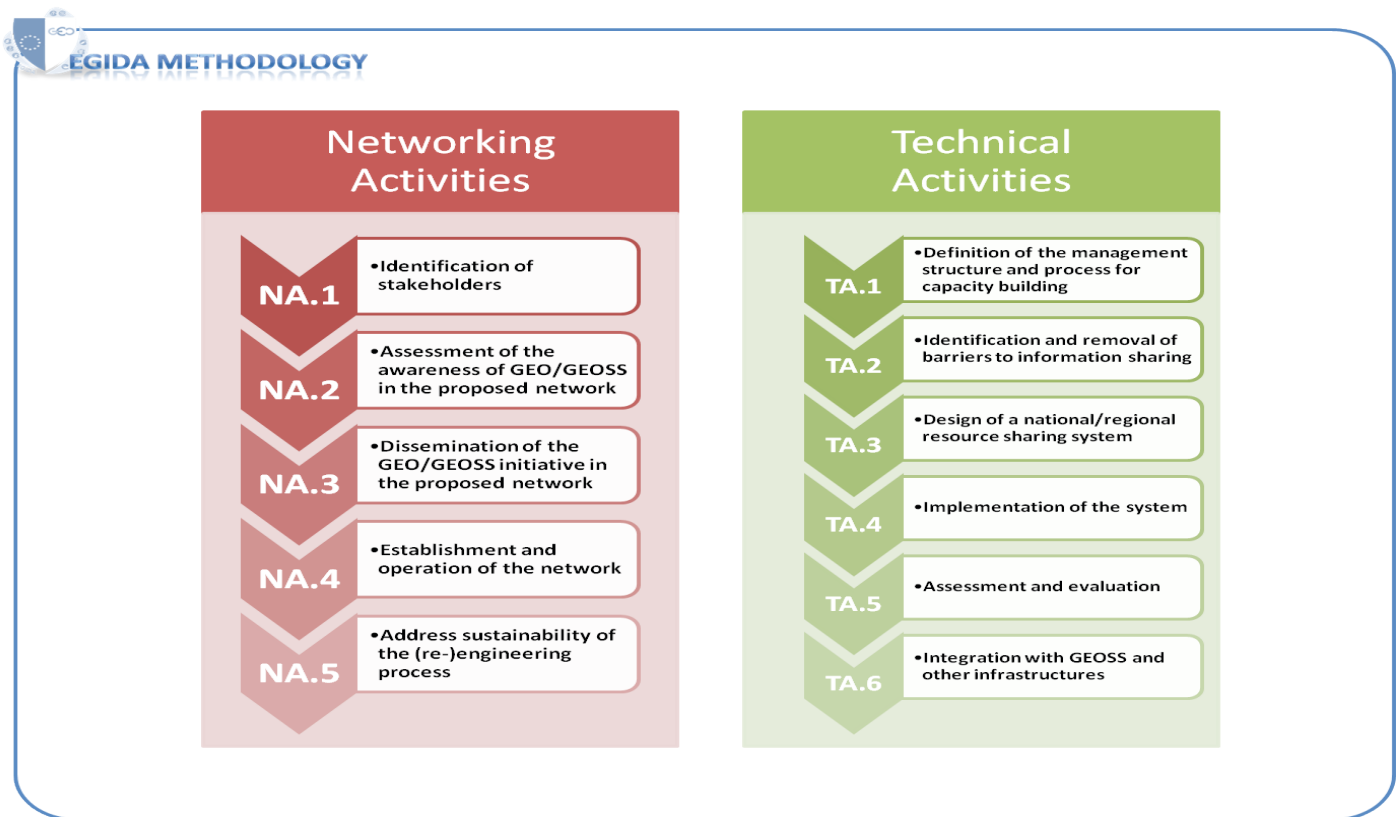 GEO
EGIDA METHODOLOGY
Networking
Activities
NA.1
•Identification of
stakeholders
NA.2
•Assessment of the
awareness of GEO/GEOSS
in the proposed network
NA.3
•Dissemination of the
GEO/GEOSS initiative in
the proposed network
NA.4
•Establishment and
operation of the network
NA.5
•Address sustainability of
the (re-)engineering
process
Technical
Activities
TA.1
•Definition of the management
structure and process for
capacity building
TA.2
•Identification and removal of
barriers to information sharing
TA.3
•Design of a national/regional
resource sharing system
TA.4
•Implementation of the system
TA.5
•Assessment and evaluation
TA.6
•Integration with GEOSS and
other infrastructures